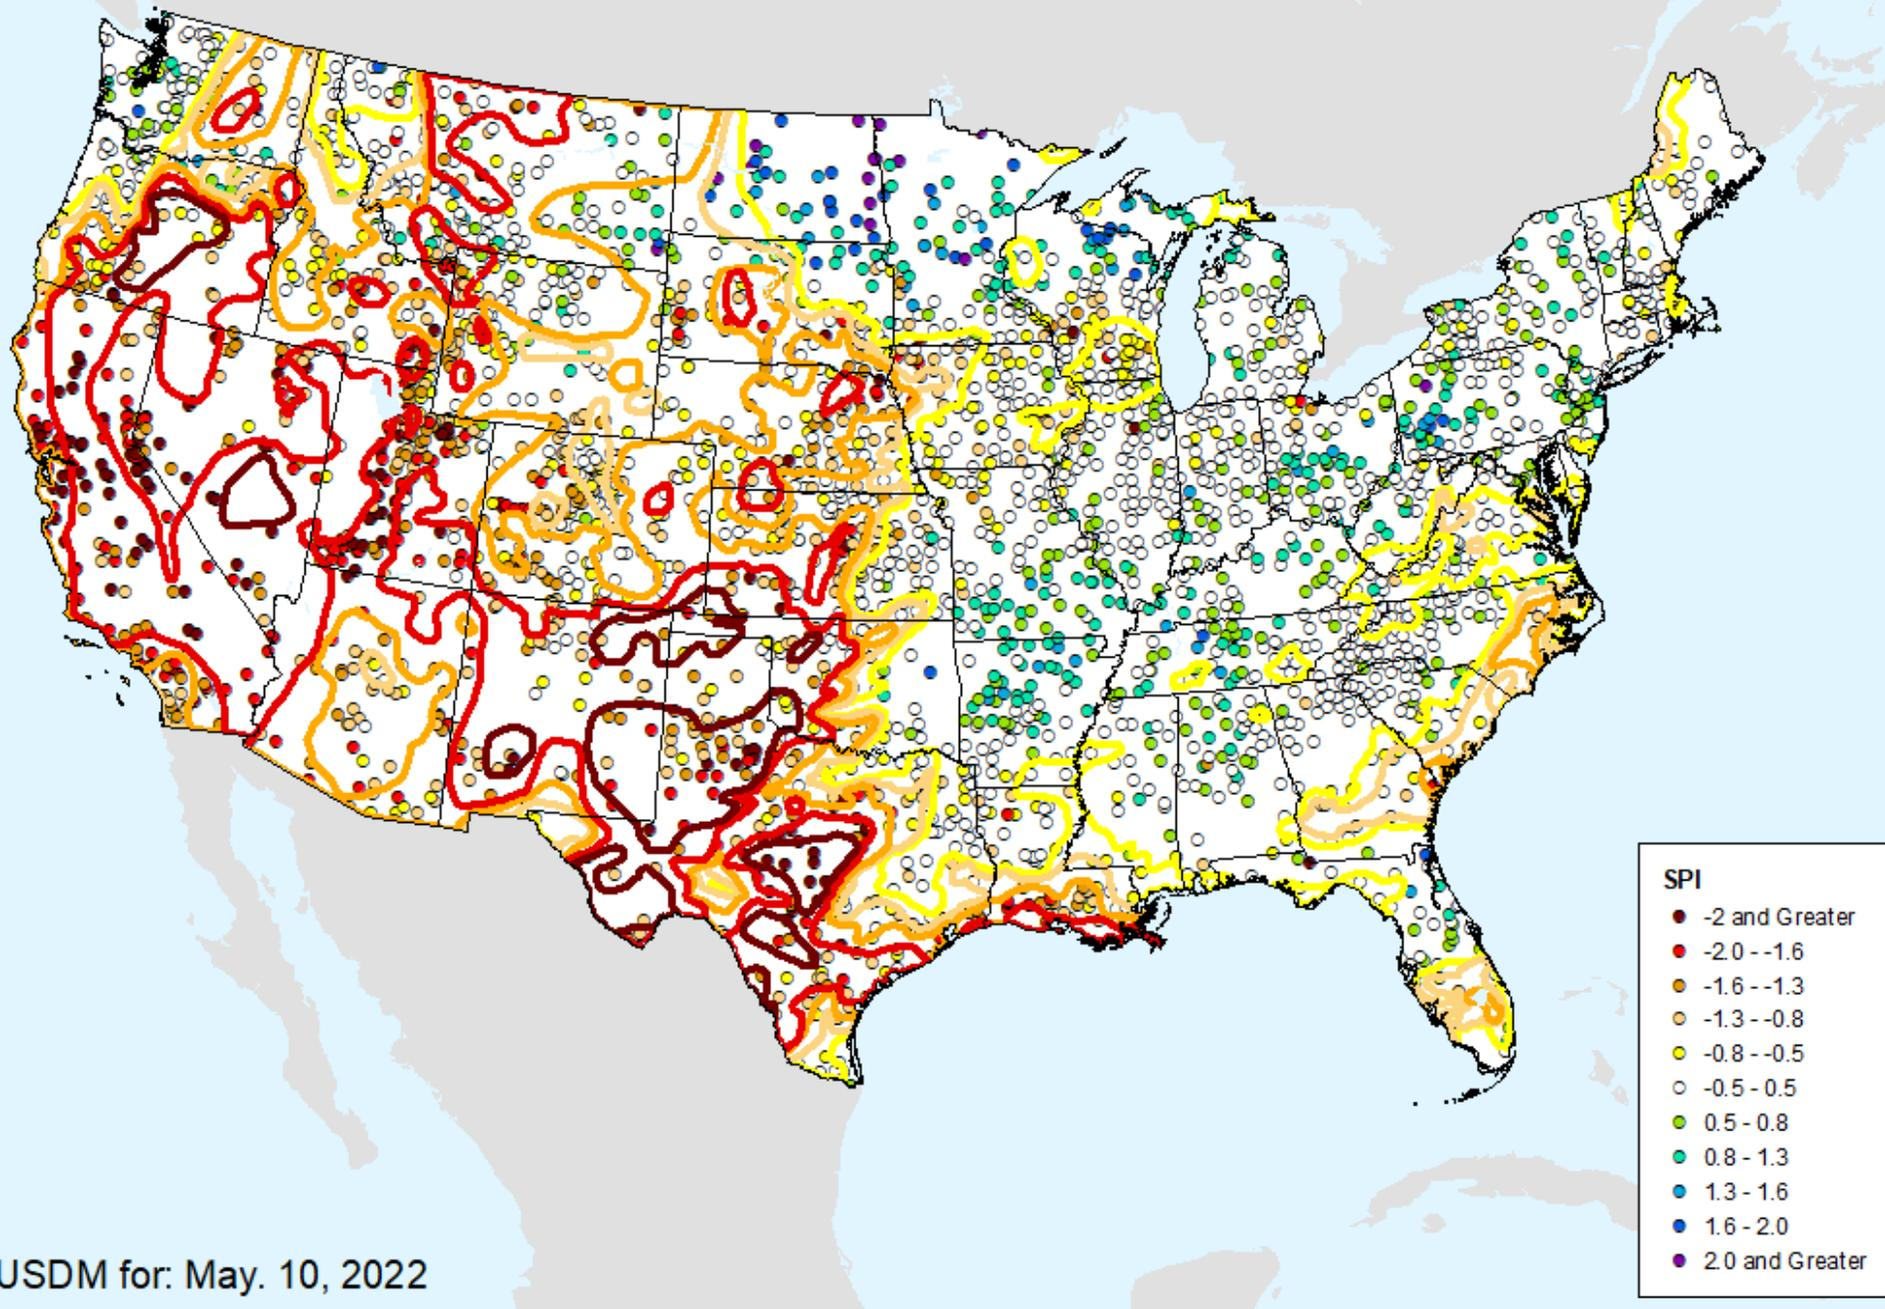 SPI
-2 and Greater
-2.0 - -1.6
-1.6 - -1.3
-1.3 - -0.8
-0.8 - -0.5
-0.5 - 0.5
0.5 - 0.8
0.8 - 1.3
1.3 - 1.6
1.6 - 2.0
2.0 and Greater
USDM for: May. 10, 2022